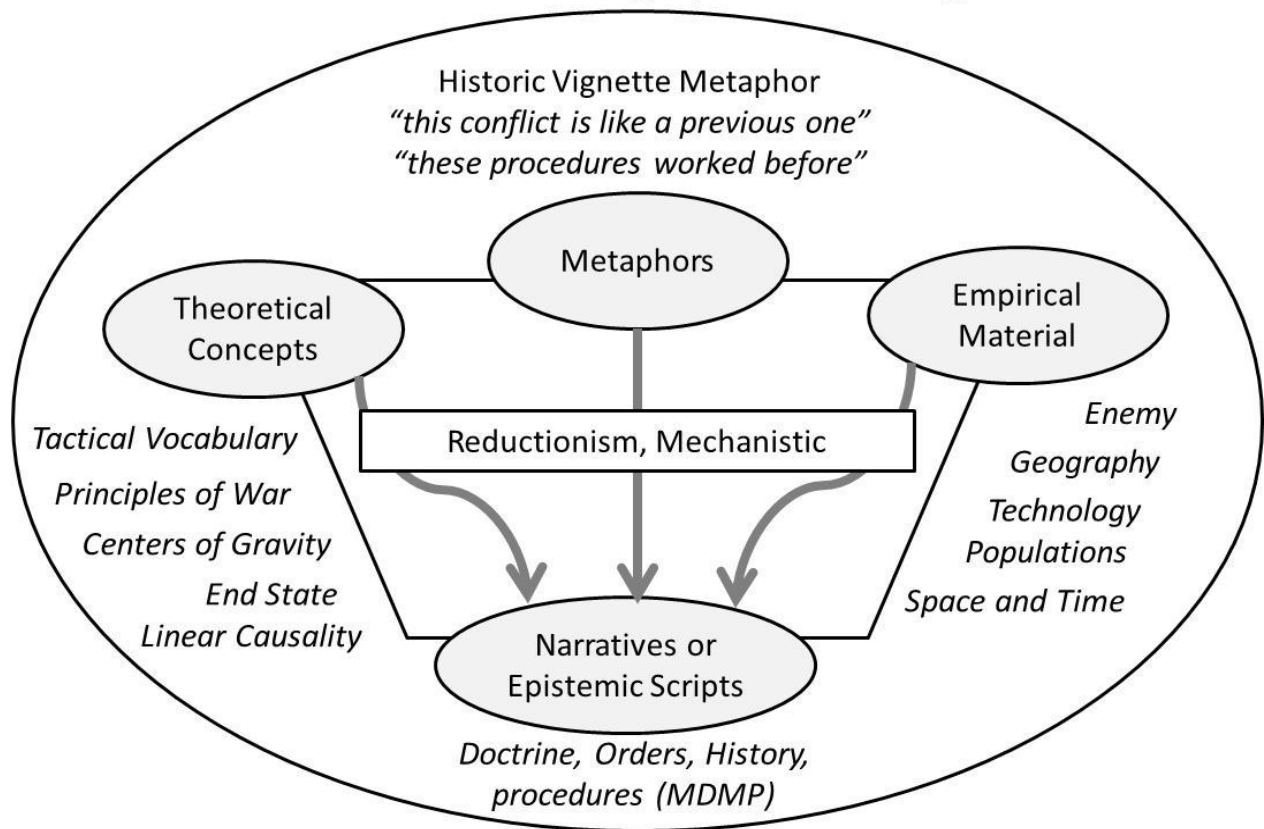 Historic Vignette Metaphor
“this conflict is like a previous one”
“these procedures worked before”
Metaphors
Theoretical
Concepts
Empirical
Material
Reductionism, Mechanistic
Tactical Vocabulary
Principles of War
Centers of Gravity
End State
Linear Causality
Enemy
Geography
Technology
Populations
Space and Time
Narratives or
Epistemic Scripts
Doctrine, Orders, History,
procedures (MDMP)